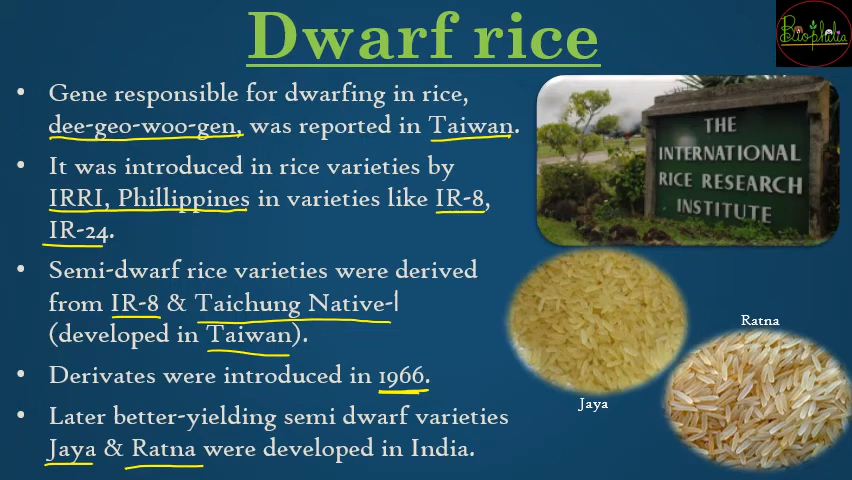 Dwarf rice
Biophilia
• Gene responsible for dwarfing in rice,
dee-geo-woo-gen, was reported in Taiwan.
• It was introduced in rice varieties by
IRRI, Phillippines in varieties like IR-8,
IR-24.
• Semi-dwarf rice varieties were derived
from IR-8 & Taichung Native-I
(developed in Taiwan).
• Derivates were introduced in 1966.
• Later better-yielding semi dwarf varieties
Jaya & Ratna were developed in India.
THE
INTERNATIONAL
RICE RESEARCH
INSTITUTE
Ratna
Jaya